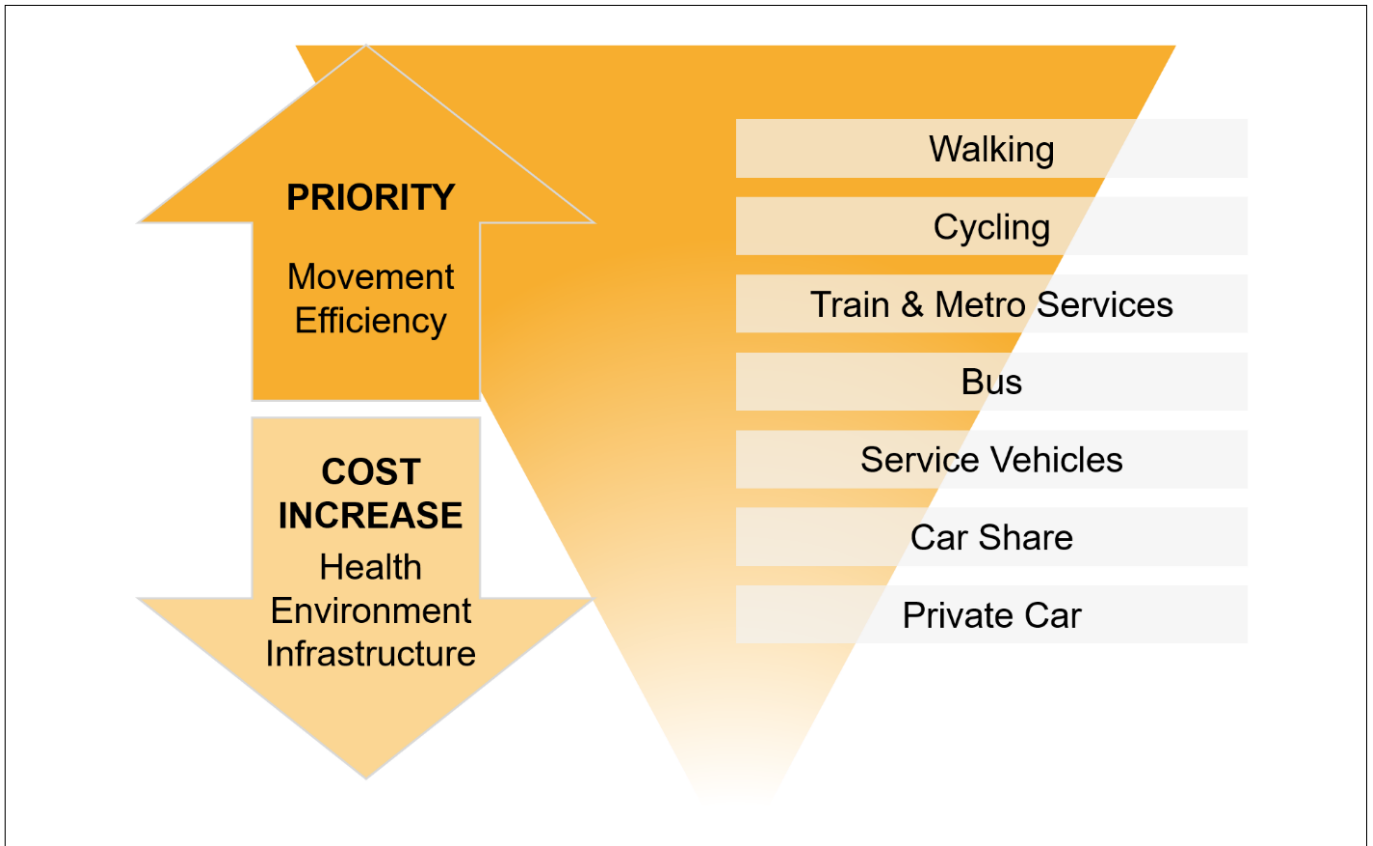 PRIORITY
Movement
Efficiency
COST
INCREASE
Health
Environment
Infrastructure
Walking
Cycling
Train & Metro Services
Bus
Service Vehicles
Car Share
Private Car